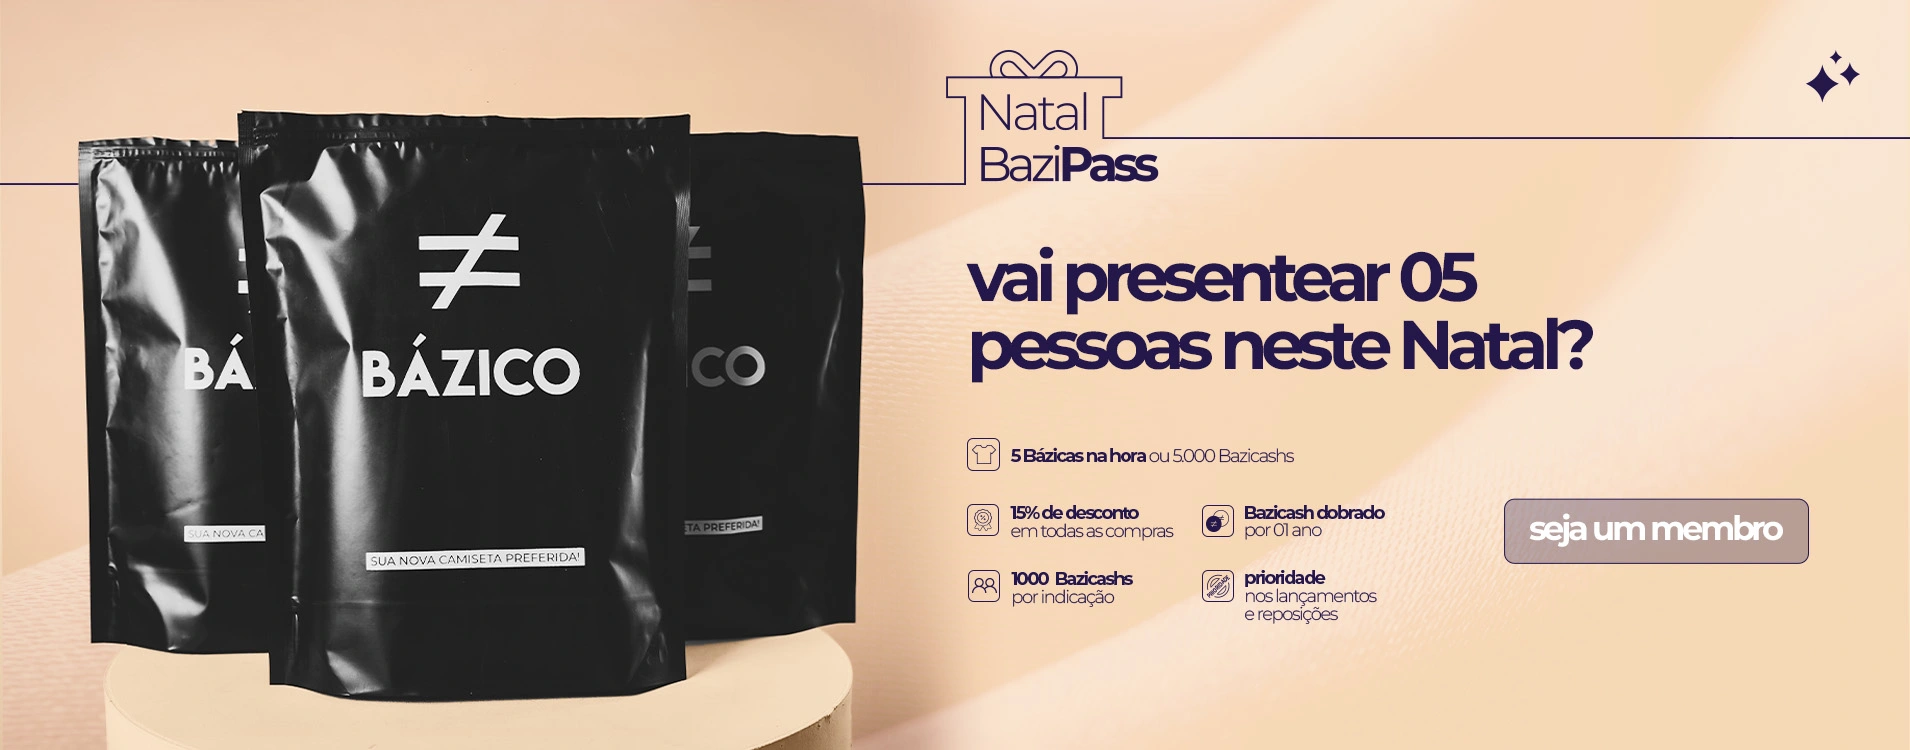 Natal
BaziPass
vai presentear 05
pessoas neste Natal?
5 Bázicas na hora ou 5.000 Bazicashs
15% de desconto
em todas as compras
Bazicash dobrado
por 01 ano
1000 Bazicashs
por indicação
prioridade
nos lançamentos
e reposições
seja um membro
≠
BÁZICO
SUA NOVA CAMISETA PREFERIDA!
BÁ
SUA NOVA CA
CO
ETA PREFERIDA!